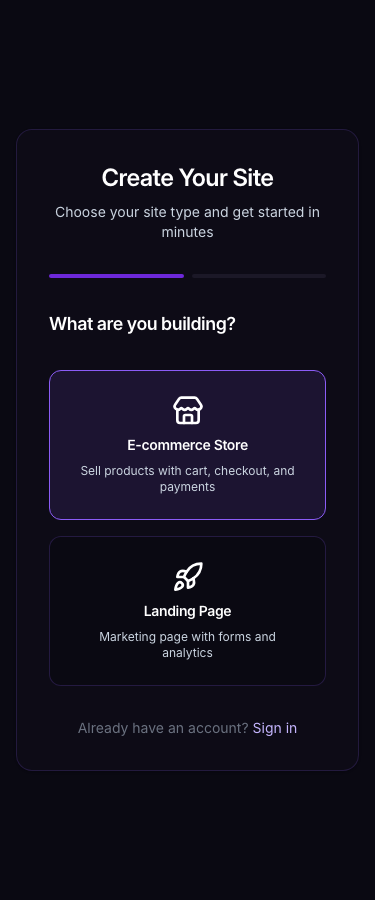 Create Your Site
Choose your site type and get started in
minutes
What are you building?
E-commerce Store
Sell products with cart, checkout, and
payments
Landing Page
Marketing page with forms and
analytics
Already have an account? Sign in